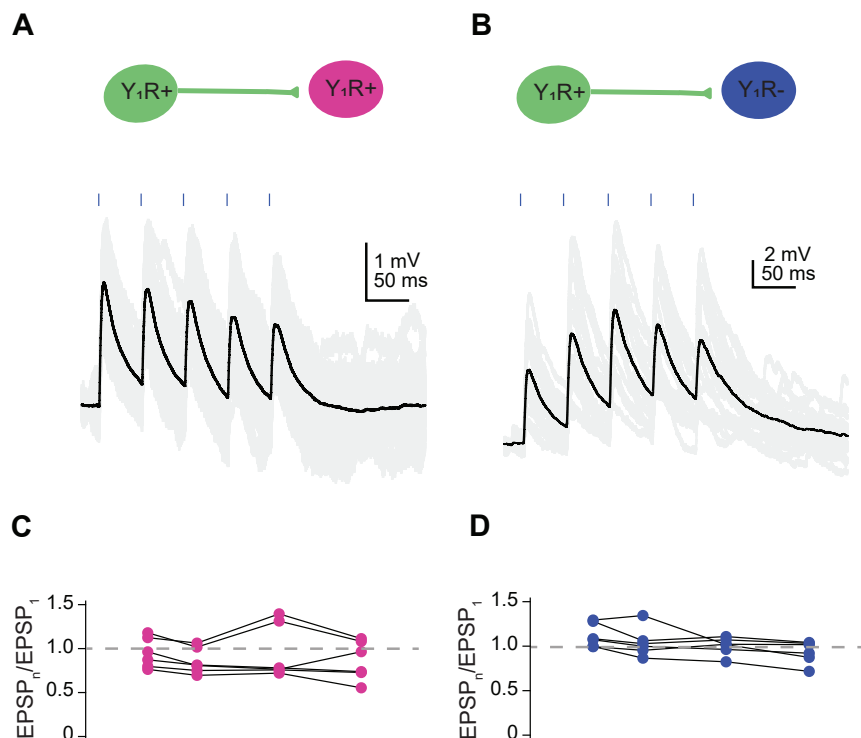 A
B
Y₁R+
Y₁R+
Y₁R+
Y₁R-
1 mV
50 ms
2 mV
50 ms
C
D
EPSPₙ/EPSP₁
1.5
1.0
0.5
0
EPSPₙ/EPSP₁
1.5
1.0
0.5
0